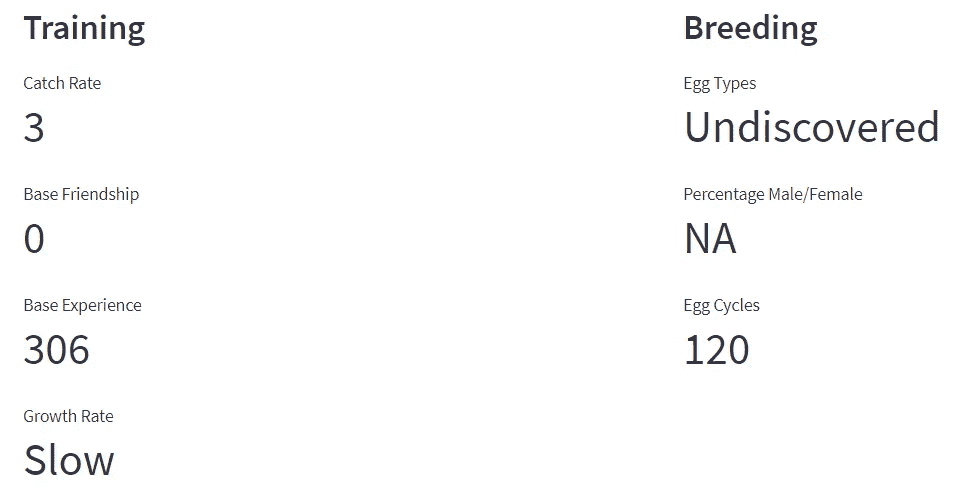 Training
Catch Rate
3
Base Friendship
0
Base Experience
306
Growth Rate
Slow
Breeding
Egg Types
Undiscovered
Percentage Male/Female
NA
Egg Cycles
120